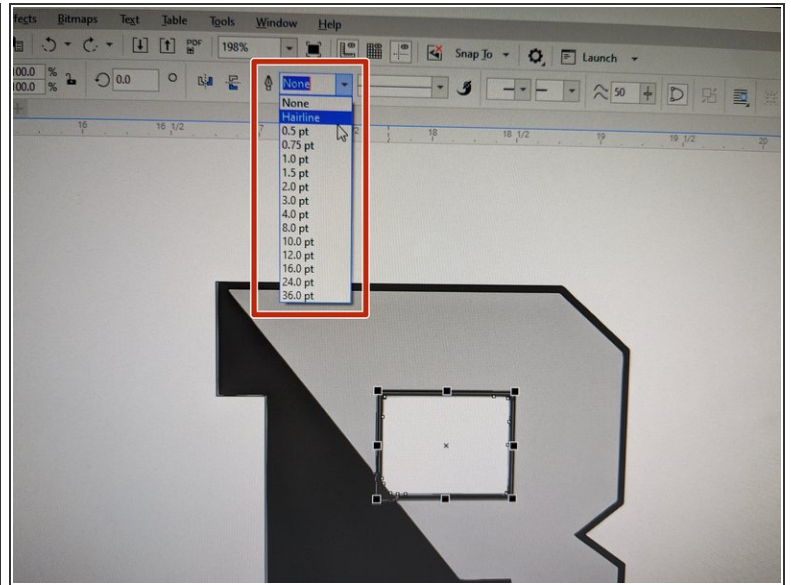 fects Bitmaps Text Table Tools Window Help
PDF 198% Snap To Launch
100.0 %
100.0 %
0.0 None 50
16 16 1/2 17 18 18 1/2 19 19 1/2 20
None
Hairline
0.5 pt
0.75 pt
1.0 pt
1.5 pt
2.0 pt
3.0 pt
4.0 pt
8.0 pt
10.0 pt
12.0 pt
16.0 pt
24.0 pt
36.0 pt